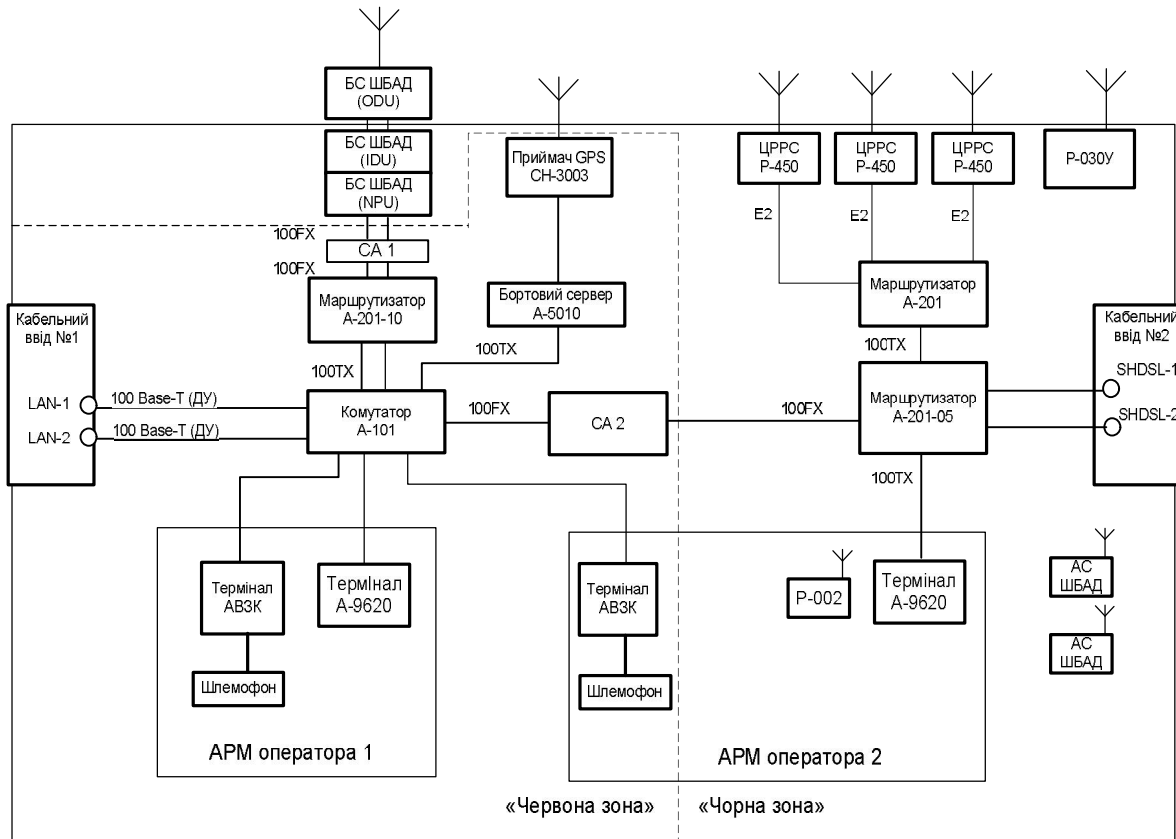 БС ШБАД
(ODU)
БС ШБАД
(IDU)
БС ШБАД
(NPU)
Приймач GPS
СН-3003
ЦРРС
Р-450
ЦРРС
Р-450
ЦРРС
Р-450
Р-030У
E2
E2
E2
100FX
СА 1
100FX
Маршрутизатор
А-201-10
Бортовий сервер
А-5010
Маршрутизатор
А-201
Кабельний
ввід №1
Кабельний
ввід №2
100TX
100TX
100TX
LAN-1
100 Base-T (ДУ)
LAN-2
100 Base-T (ДУ)
Комутатор
А-101
100FX
СА 2
100FX
Маршрутизатор
А-201-05
SHDSL-1
SHDSL-2
100TX
Термінал
АВЗК
Термінал
А-9620
Шлемофон
АРМ оператора 1
Термінал
АВЗК
Шлемофон
Р-002
Термінал
А-9620
АРМ оператора 2
АС
ШБАД
АС
ШБАД
«Червона зона»
«Чорна зона»